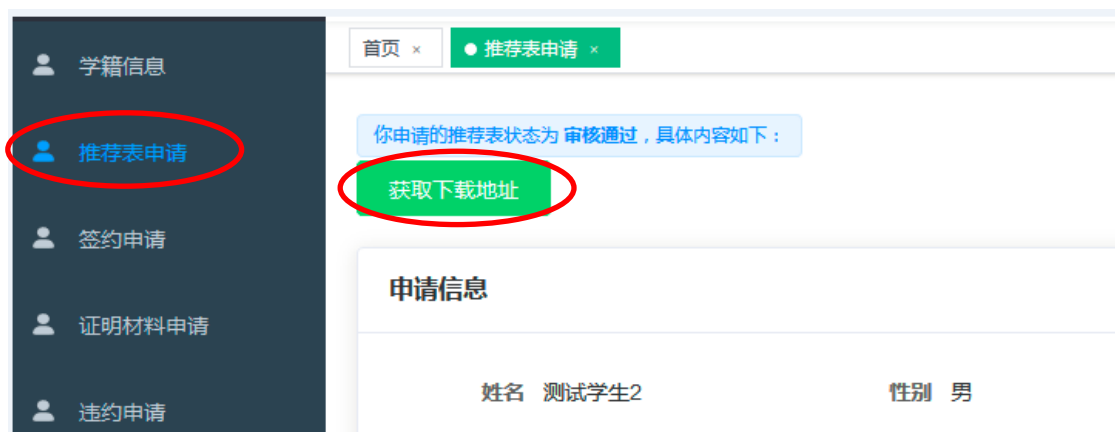 学籍信息
推荐表申请
签约申请
证明材料申请
违约申请
首页 × ● 推荐表申请 ×
你申请的推荐表状态为 审核通过，具体内容如下：
获取下载地址
申请信息
姓名 测试学生2 性别 男